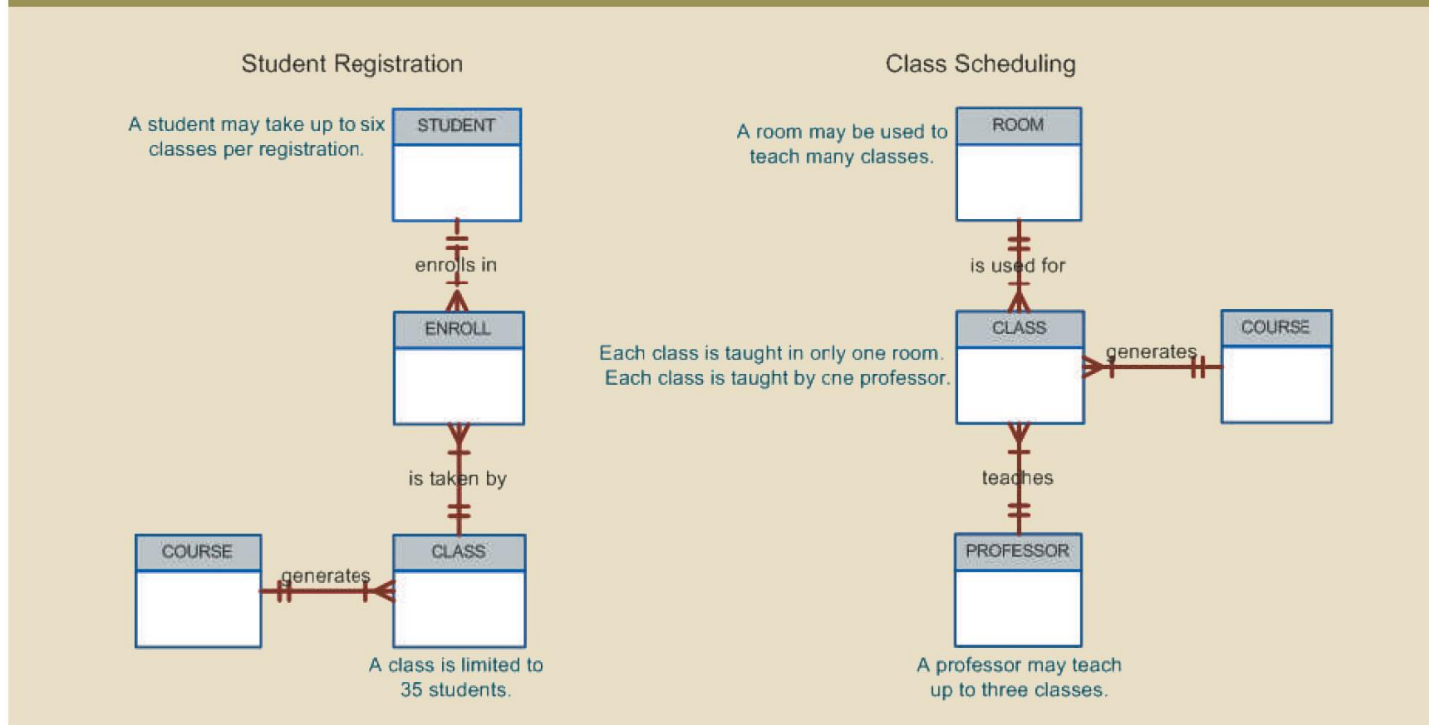 Student Registration
A student may take up to six
classes per registration.
STUDENT
enrolls in
ENROLL
is taken by
COURSE
generates
CLASS
A class is limited to
35 students.
Class Scheduling
A room may be used to
teach many classes.
ROOM
is used for
Each class is taught in only one room.
Each class is taught by one professor.
CLASS
generates
COURSE
teaches
PROFESSOR
A professor may teach
up to three classes.